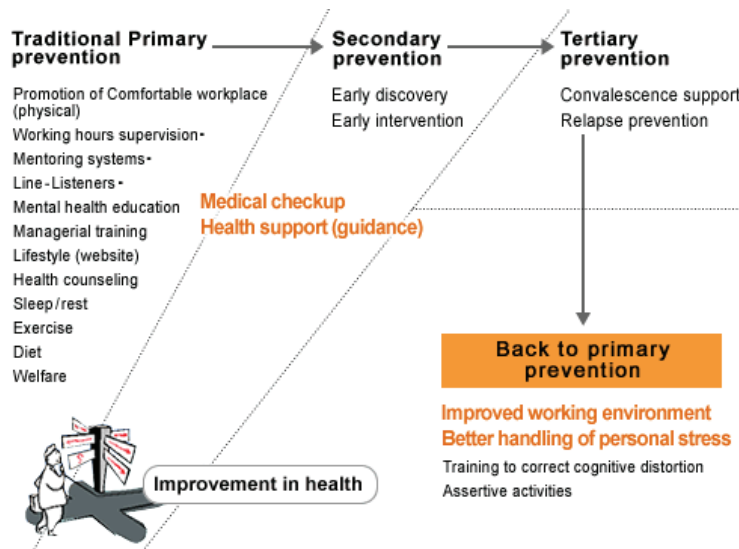 Traditional Primary
prevention
Promotion of Comfortable workplace
(physical)
Working hours supervision-
Mentoring systems-
Line-Listeners-
Mental health education
Managerial training
Lifestyle (website)
Health counseling
Sleep/rest
Exercise
Diet
Welfare
Secondary
prevention
Early discovery
Early intervention
Tertiary
prevention
Convalescence support
Relapse prevention
Medical checkup
Health support (guidance)
Back to primary
prevention
Improved working environment
Better handling of personal stress
Training to correct cognitive distortion
Assertive activities
Improvement in health